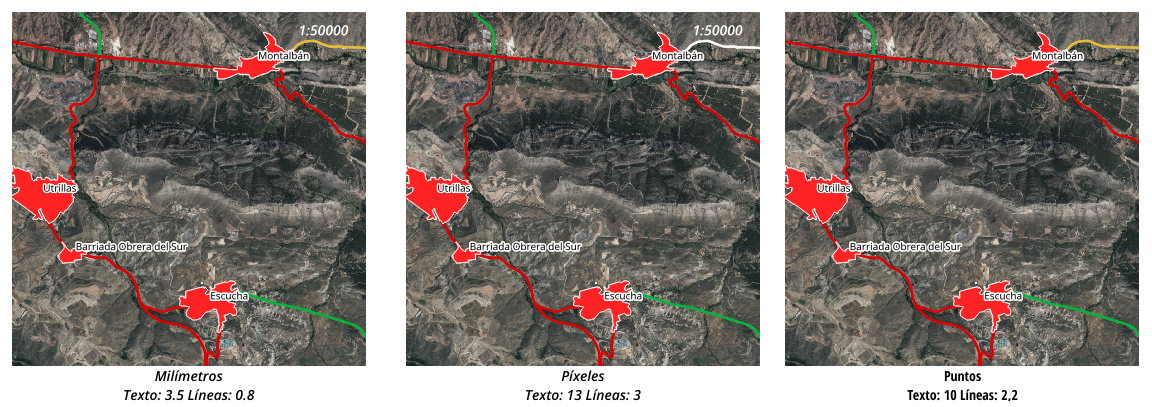 1:50000
Montalbán
Utrillas
Barriada Obrera del Sur
Escucha
Milímetros
Texto: 3.5 Líneas: 0.8
1:50000
Montalbán
Utrillas
Barriada Obrera del Sur
Escucha
Píxeles
Texto: 13 Líneas: 3
Montalbán
Utrillas
Barriada Obrera del Sur
Escucha
Puntos
Texto: 10 Líneas: 2,2